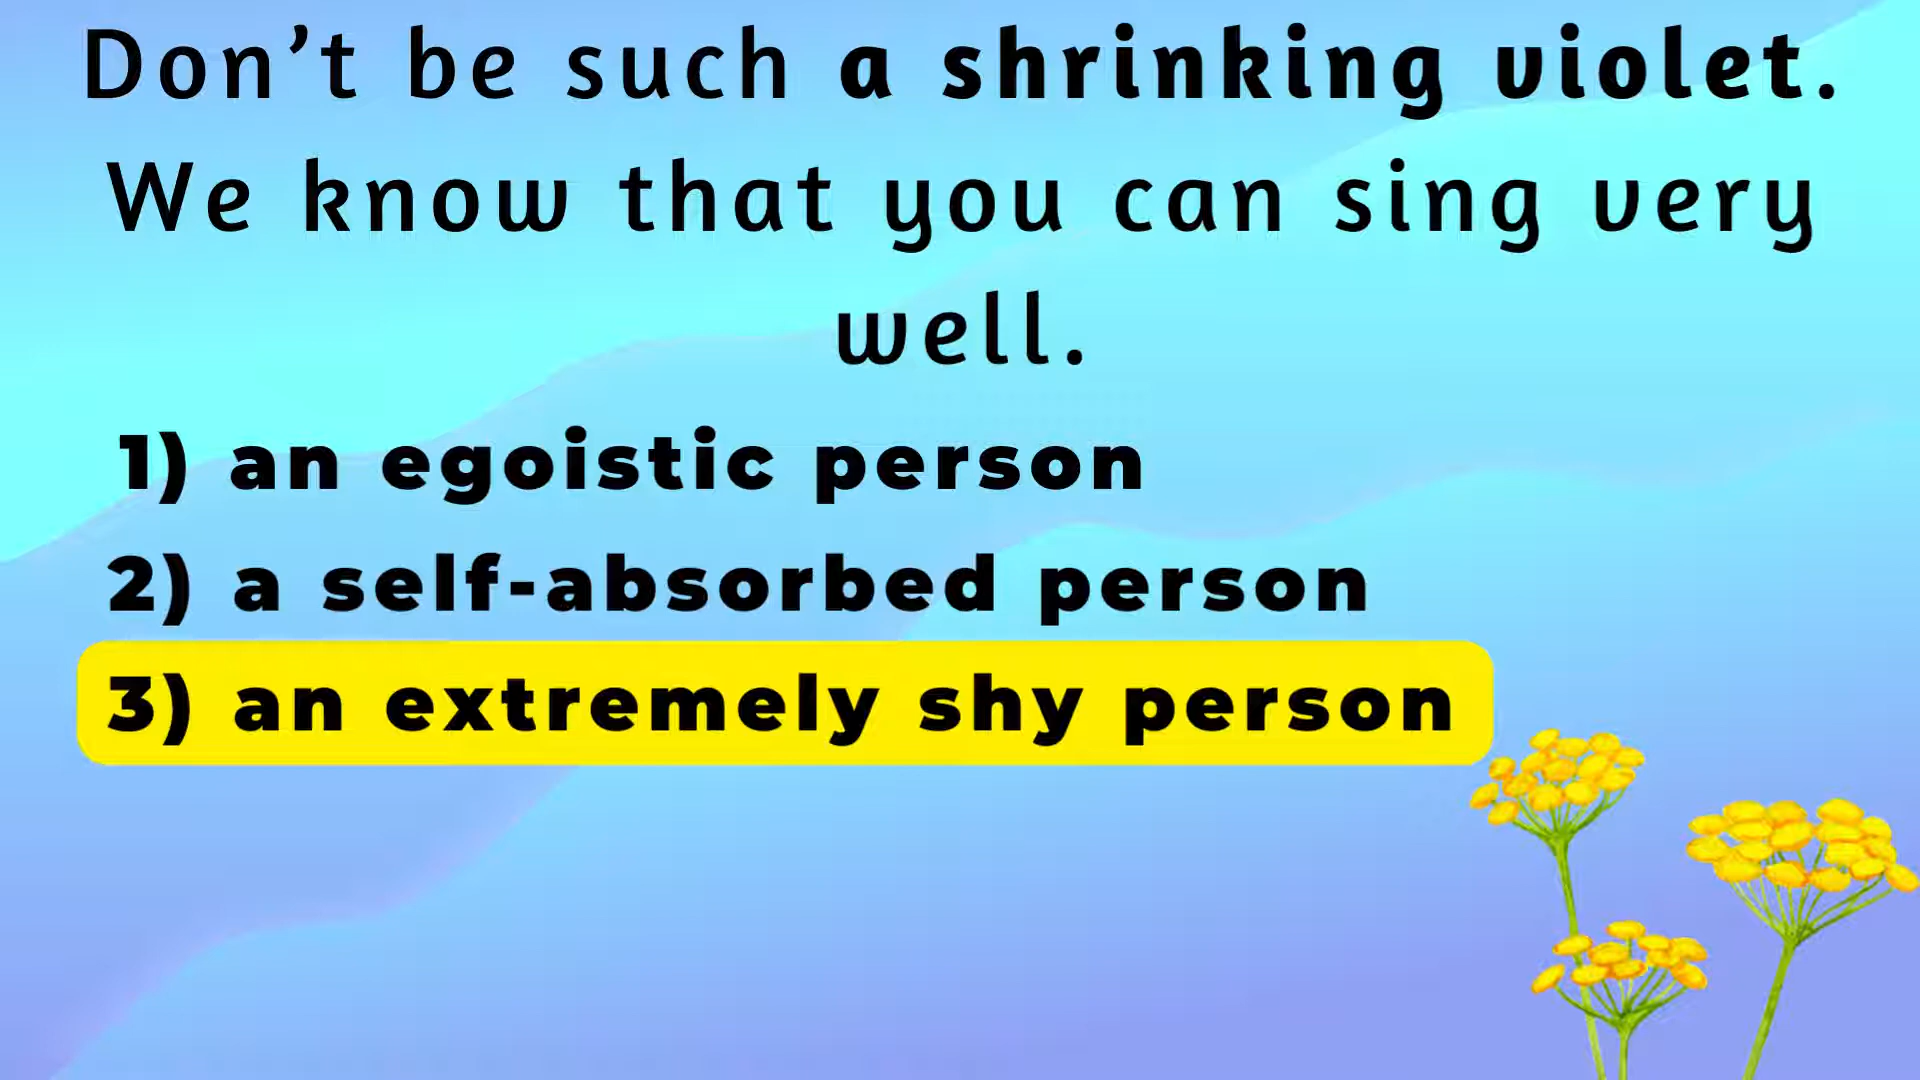 Don’t be such a shrinking violet.
We know that you can sing very
well.
1) an egoistic person
2) a self-absorbed person
3) an extremely shy person